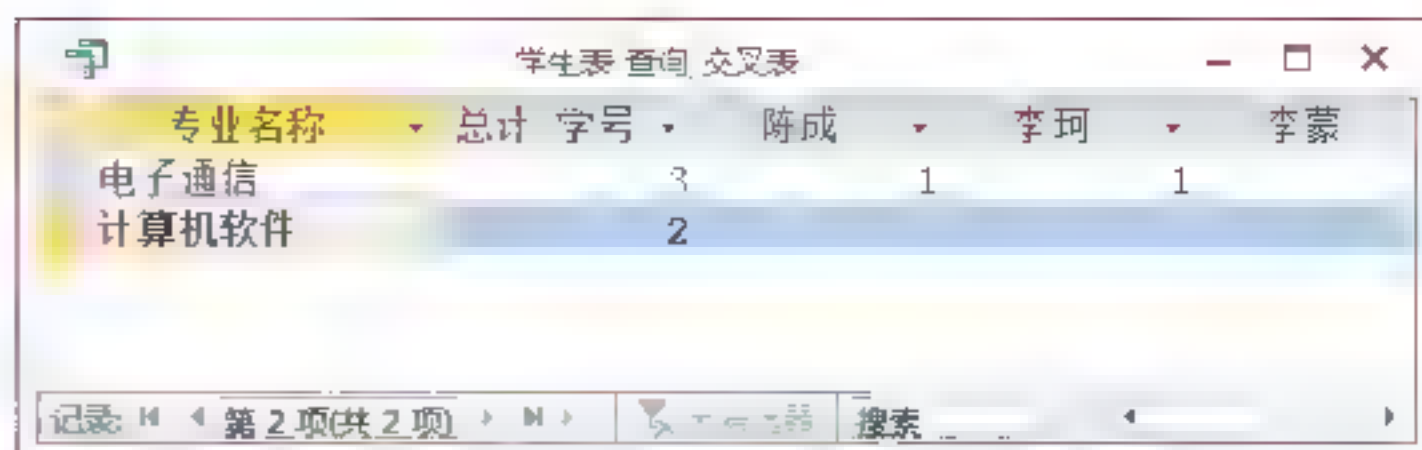 学生表 查询 交叉表
专业名称 总计 学号 陈成 李珂 李蒙
电子通信 3 1 1
计算机软件 2
记录: 第 2 项(共 2 项) 搜索